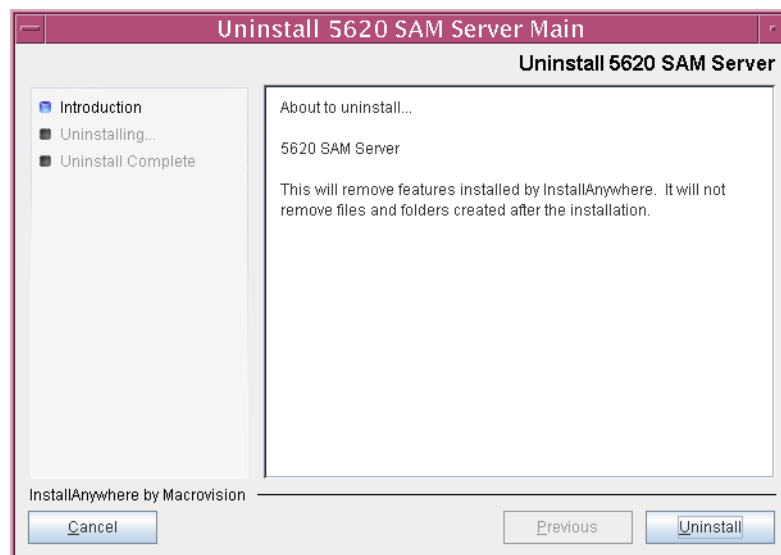 Uninstall 5620 SAM Server Main
Uninstall 5620 SAM Server
Introduction
Uninstalling...
Uninstall Complete
About to uninstall...
5620 SAM Server
This will remove features installed by InstallAnywhere.  It will not
remove files and folders created after the installation.
InstallAnywhere by Macrovision
Cancel
Previous
Uninstall